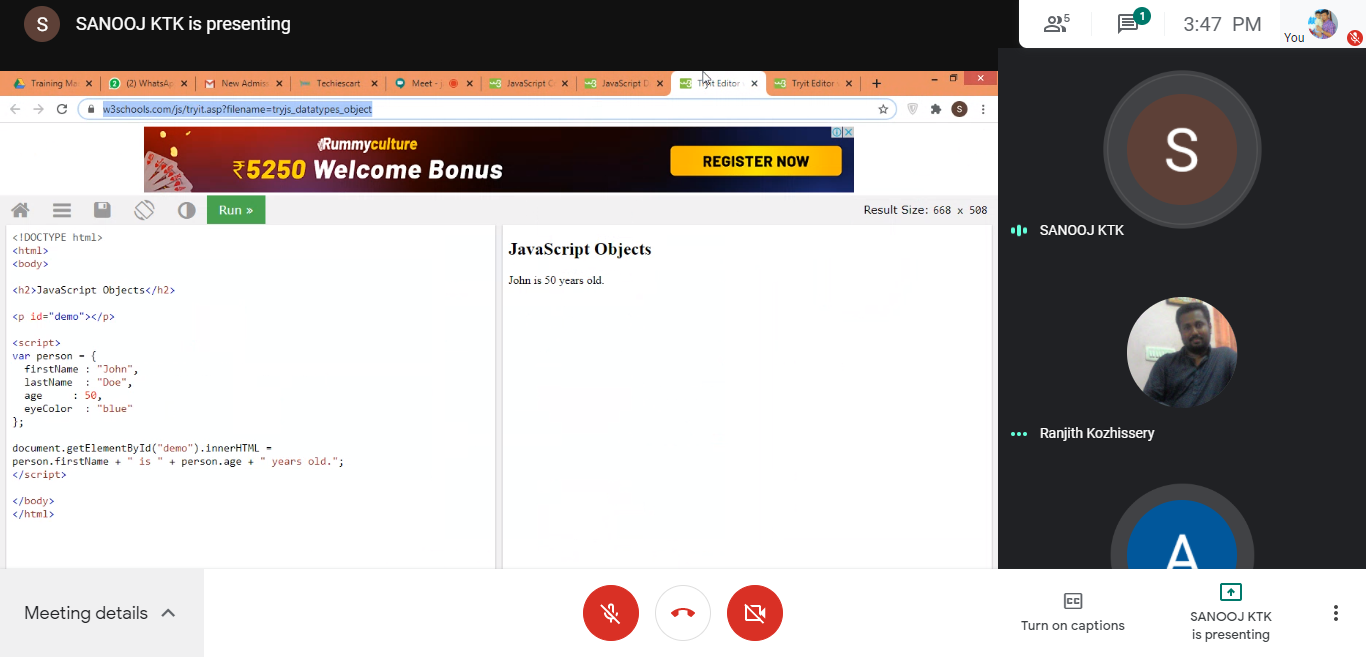 S SANOOJ KTK is presenting
5 1 3:47 PM You
Training Ma (2) WhatsAp New Admiss Techiescart Meet - j JavaScript C JavaScript D Tryit Editor Tryit Editor
w3schools.com/js/tryit.asp?filename=tryjs_datatypes_object S
Rummyculture
₹5250 Welcome Bonus
REGISTER NOW
Run »
Result Size: 668 x 508
<!DOCTYPE html>
<html>
<body>
<h2>JavaScript Objects</h2>
<p id="demo"></p>
<script>
var person = {
firstName : "John",
lastName : "Doe",
age : 50,
eyeColor : "blue"
};
document.getElementById("demo").innerHTML =
person.firstName + " is " + person.age + " years old.";
</script>
</body>
</html>
JavaScript Objects
John is 50 years old.
S
SANOOJ KTK
Ranjith Kozhissery
A
Meeting details
CC
Turn on captions
SANOOJ KTK
is presenting